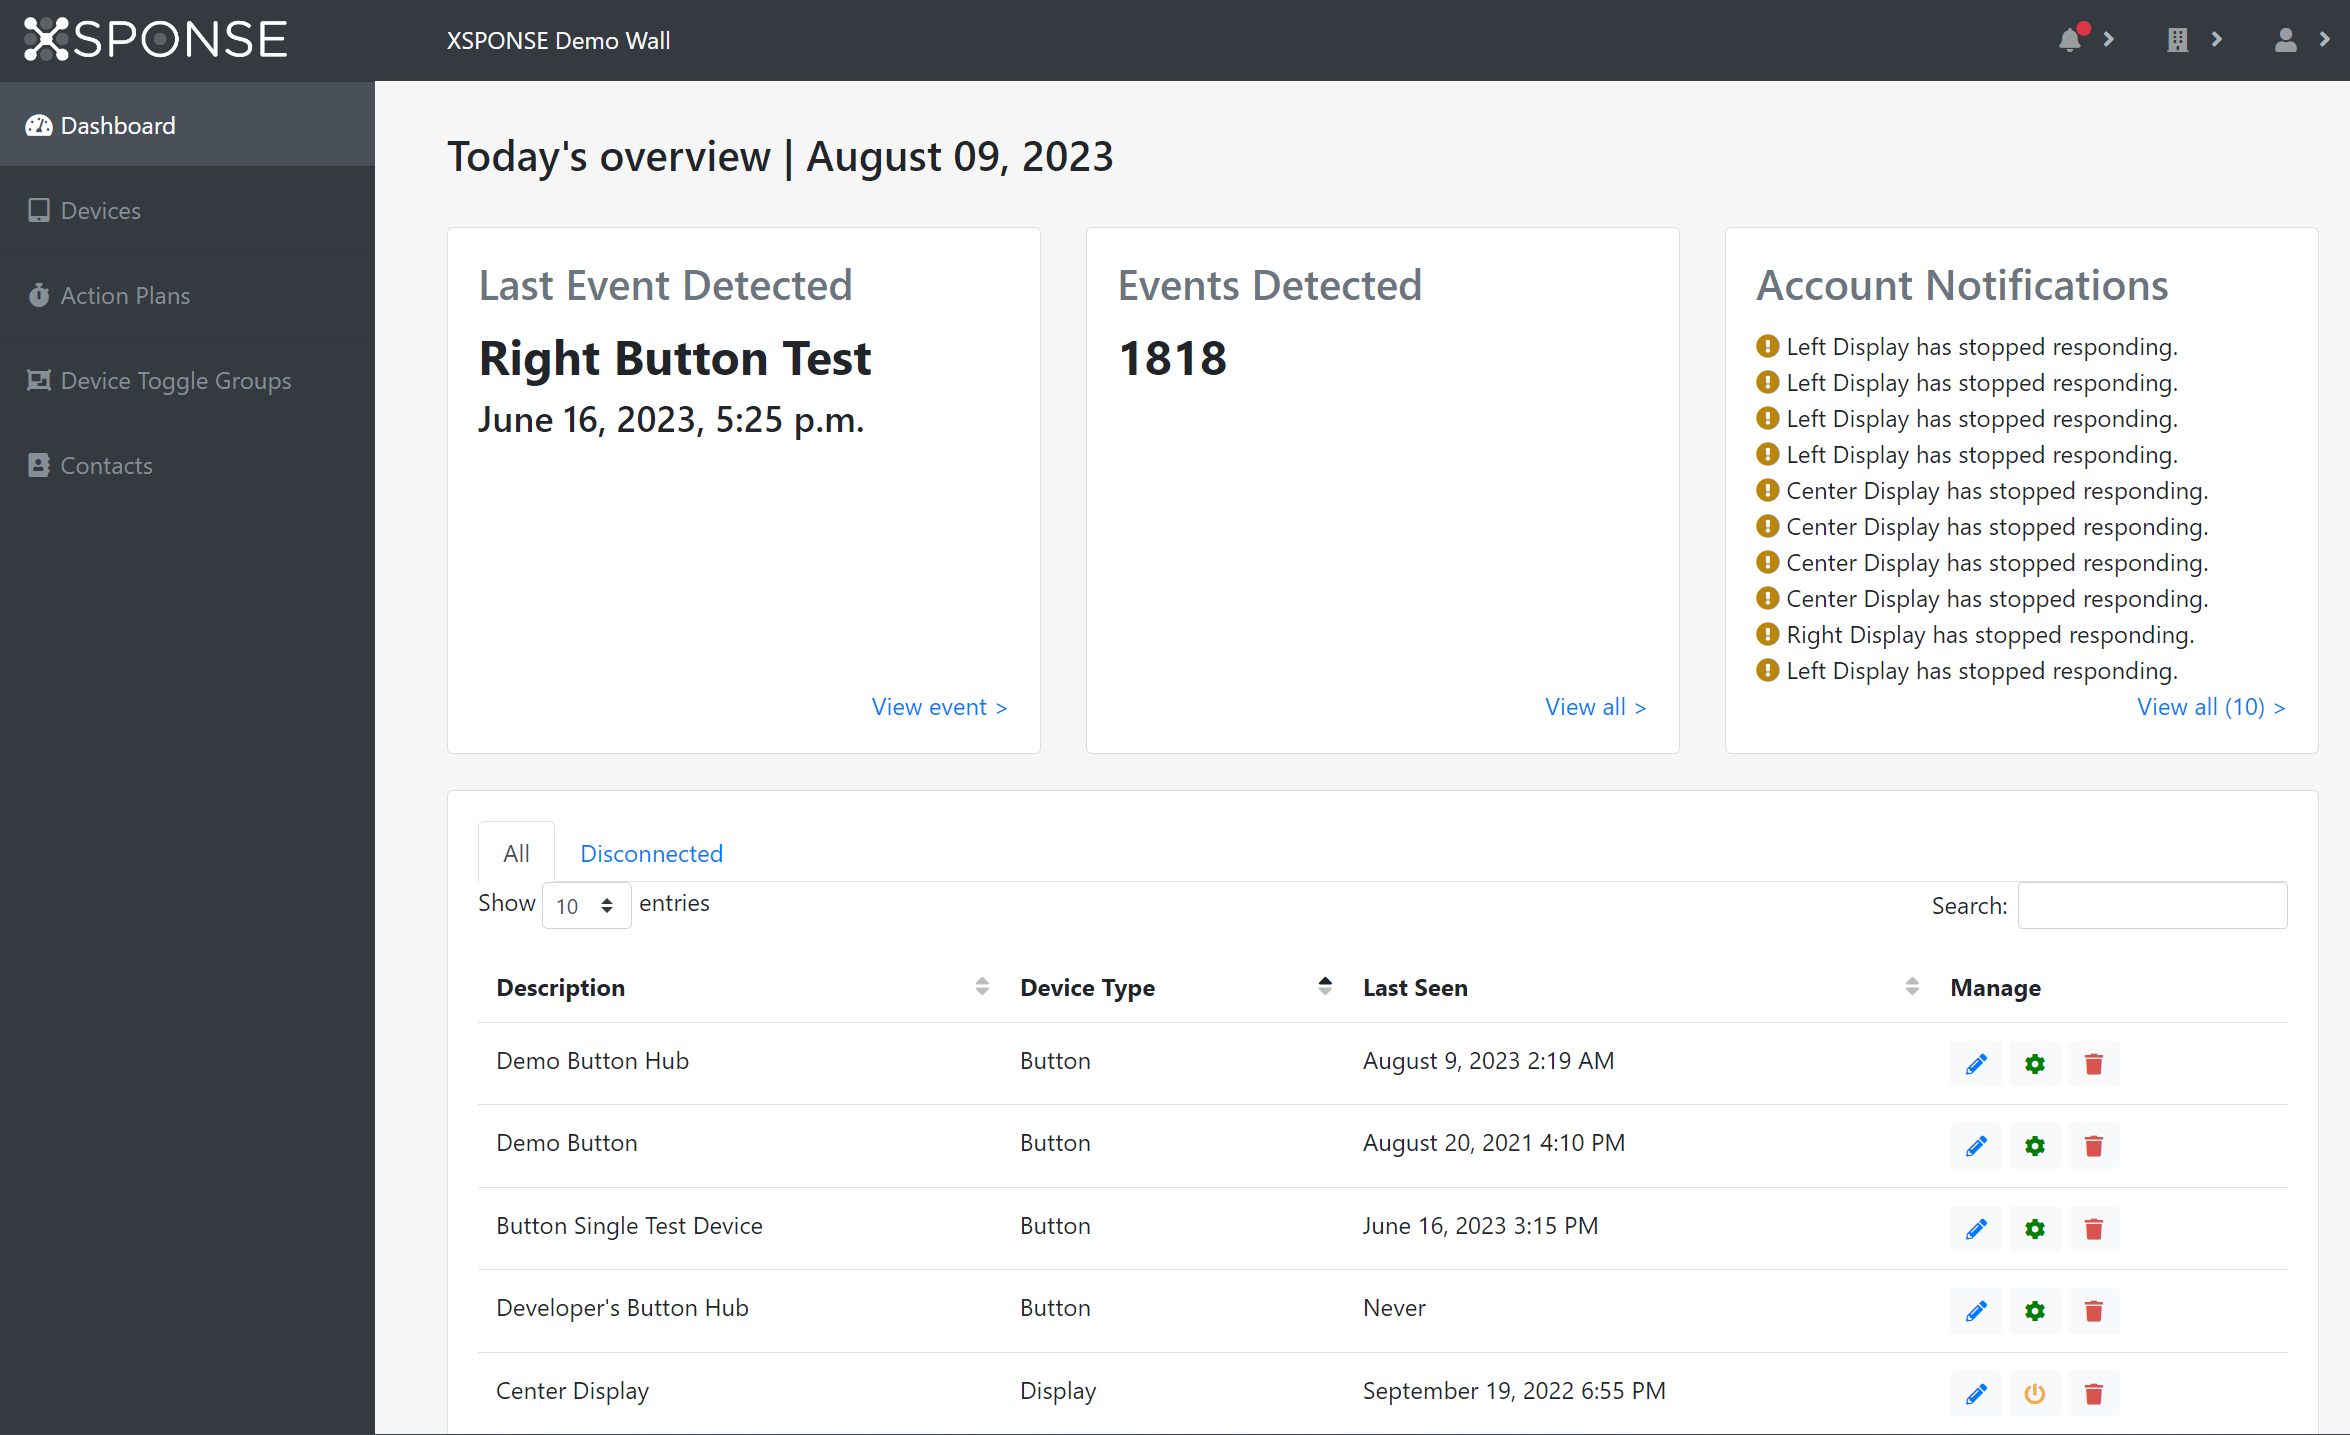 XSPONSE
XSPONSE Demo Wall
Dashboard
Devices
Action Plans
Device Toggle Groups
Contacts
Today's overview | August 09, 2023
Last Event Detected
Right Button Test
June 16, 2023, 5:25 p.m.
View event >
Events Detected
1818
View all >
Account Notifications
Left Display has stopped responding.
Left Display has stopped responding.
Left Display has stopped responding.
Left Display has stopped responding.
Center Display has stopped responding.
Center Display has stopped responding.
Center Display has stopped responding.
Center Display has stopped responding.
Right Display has stopped responding.
Left Display has stopped responding.
View all (10) >
All Disconnected
Show 10 entries Search:
Description Device Type Last Seen Manage
Demo Button Hub Button August 9, 2023 2:19 AM
Demo Button Button August 20, 2021 4:10 PM
Button Single Test Device Button June 16, 2023 3:15 PM
Developer's Button Hub Button Never
Center Display Display September 19, 2022 6:55 PM